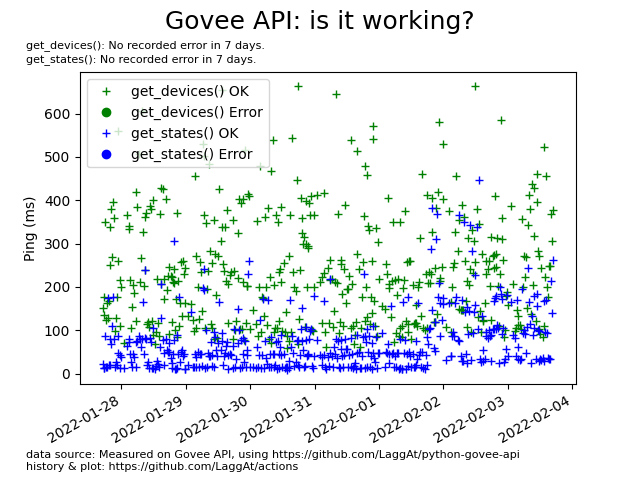 Govee API: is it working?
get_devices(): No recorded error in 7 days.
get_states(): No recorded error in 7 days.
get_devices() OK
get_devices() Error
get_states() OK
get_states() Error
Ping (ms)
600
500
400
300
200
100
0
2022-01-28
2022-01-29
2022-01-30
2022-01-31
2022-02-01
2022-02-02
2022-02-03
2022-02-04
data source: Measured on Govee API, using https://github.com/LaggAt/python-govee-api
history & plot: https://github.com/LaggAt/actions